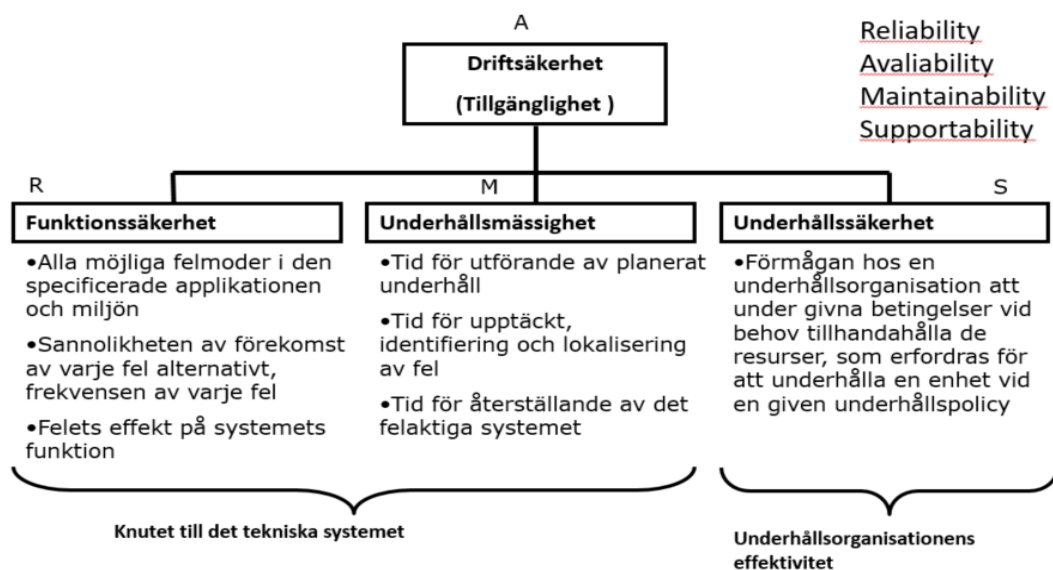 A
Driftsäkerhet
(Tillgänglighet )
Reliability
Avaliability
Maintainability
Supportability
R
Funktionssäkerhet
•Alla möjliga felmoder i den
specificerade applikationen
och miljön
•Sannolikheten av förekomst
av varje fel alternativt,
frekvensen av varje fel
•Felets effekt på systemets
funktion
M
Underhållsmässighet
•Tid för utförande av planerat
underhåll
•Tid för upptäckt,
identifiering och lokalisering
av fel
•Tid för återställande av det
felaktiga systemet
S
Underhållssäkerhet
•Förmågan hos en
underhållsorganisation att
under givna betingelser vid
behov tillhandahålla de
resurser, som erfordras för
att underhålla en enhet vid
en given underhållspolicy
Knutet till det tekniska systemet
Underhållsorganisationens
effektivitet